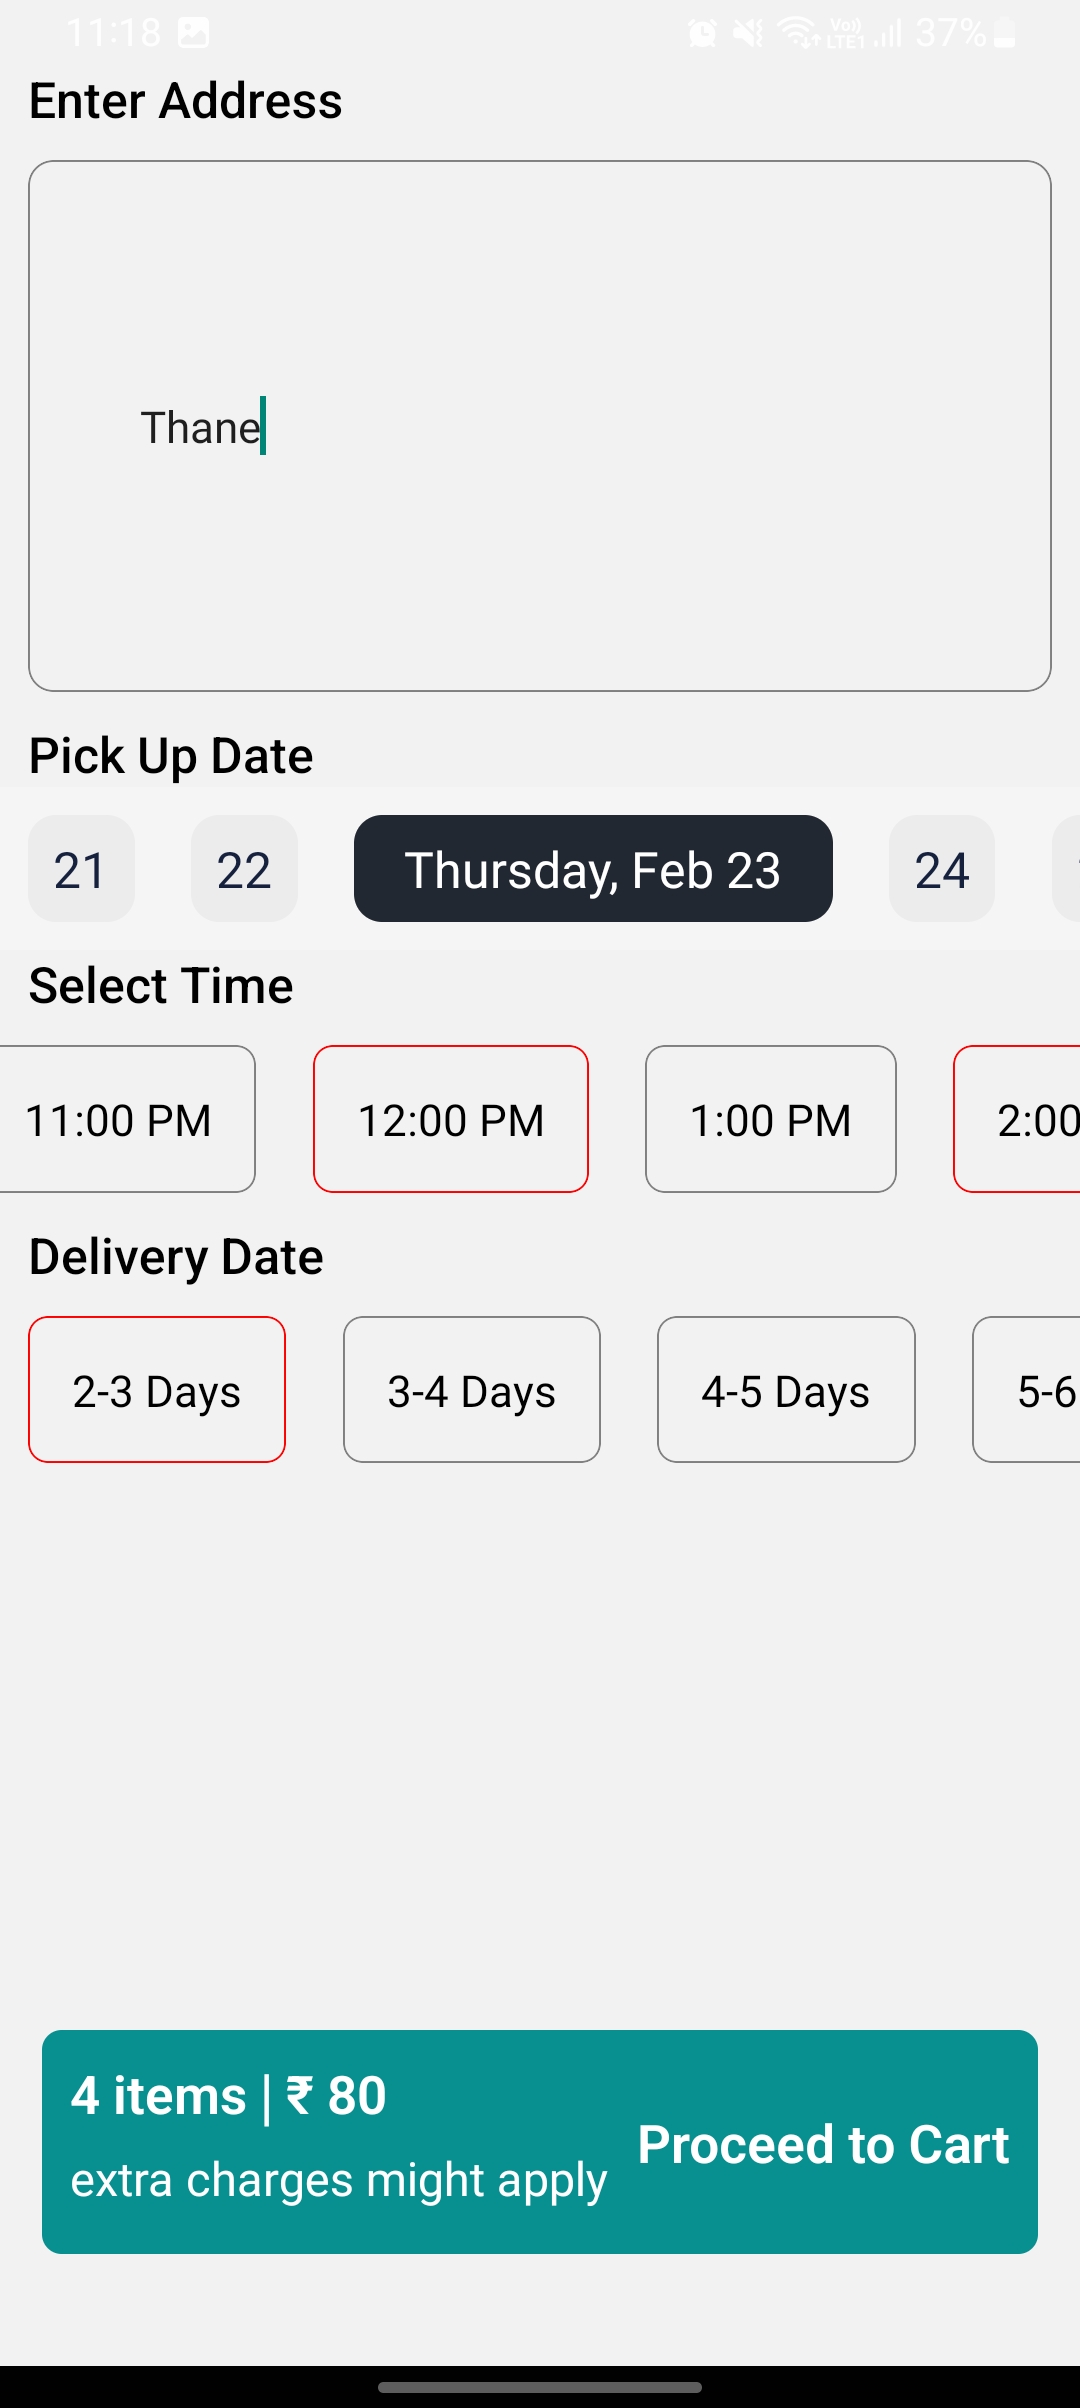 11:18 Vo)) LTE1 37%
Enter Address
Thane
Pick Up Date
21 22 Thursday, Feb 23 24
Select Time
11:00 PM 12:00 PM 1:00 PM 2:00
Delivery Date
2-3 Days 3-4 Days 4-5 Days 5-6
4 items | ₹ 80
Proceed to Cart
extra charges might apply